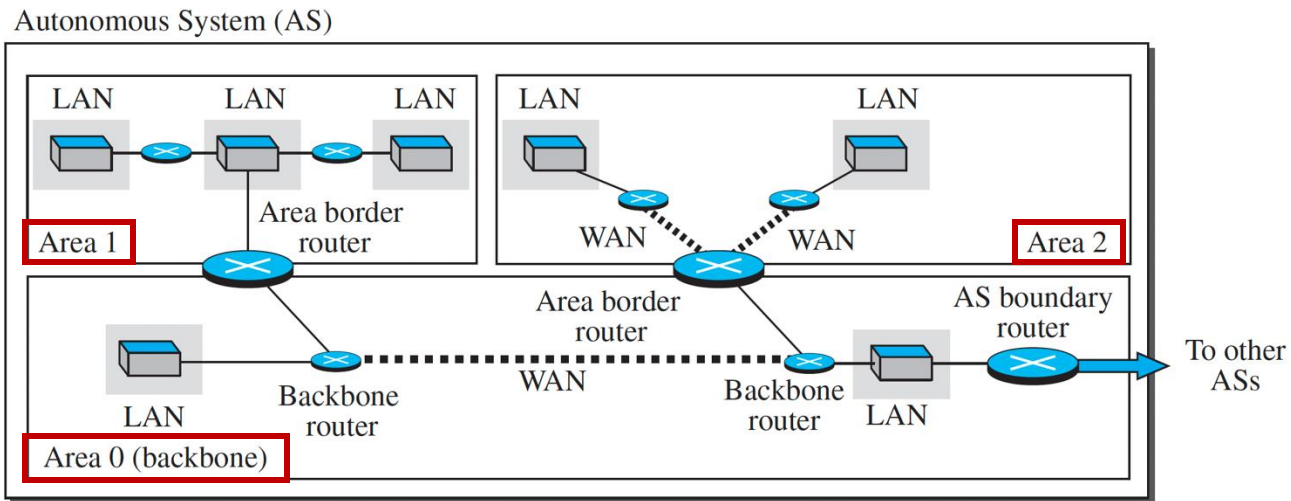 Autonomous System (AS)
LAN
LAN
LAN
Area border
router
Area 1
LAN
LAN
WAN
WAN
Area 2
Area border
router
AS boundary
router
To other
ASs
WAN
Backbone
router
Backbone
router
LAN
LAN
Area 0 (backbone)